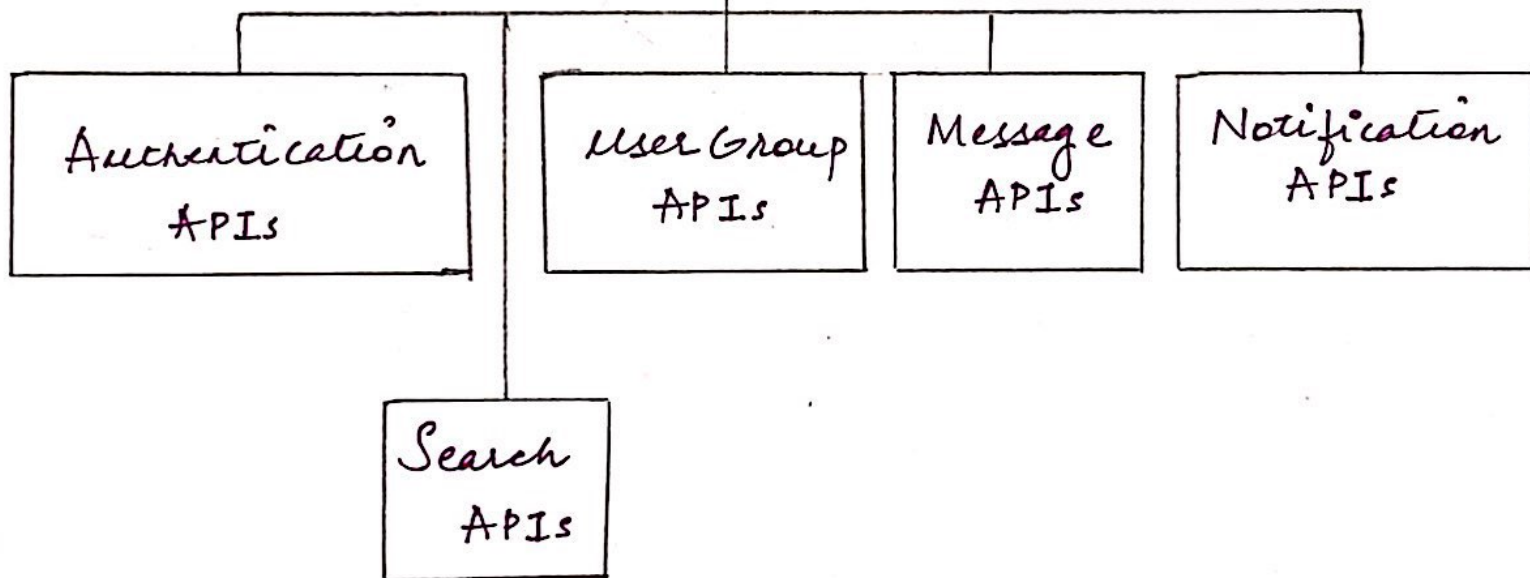 Authentication
APIs
User Group
APIs
Message
APIs
Notification
APIs
Search
APIs